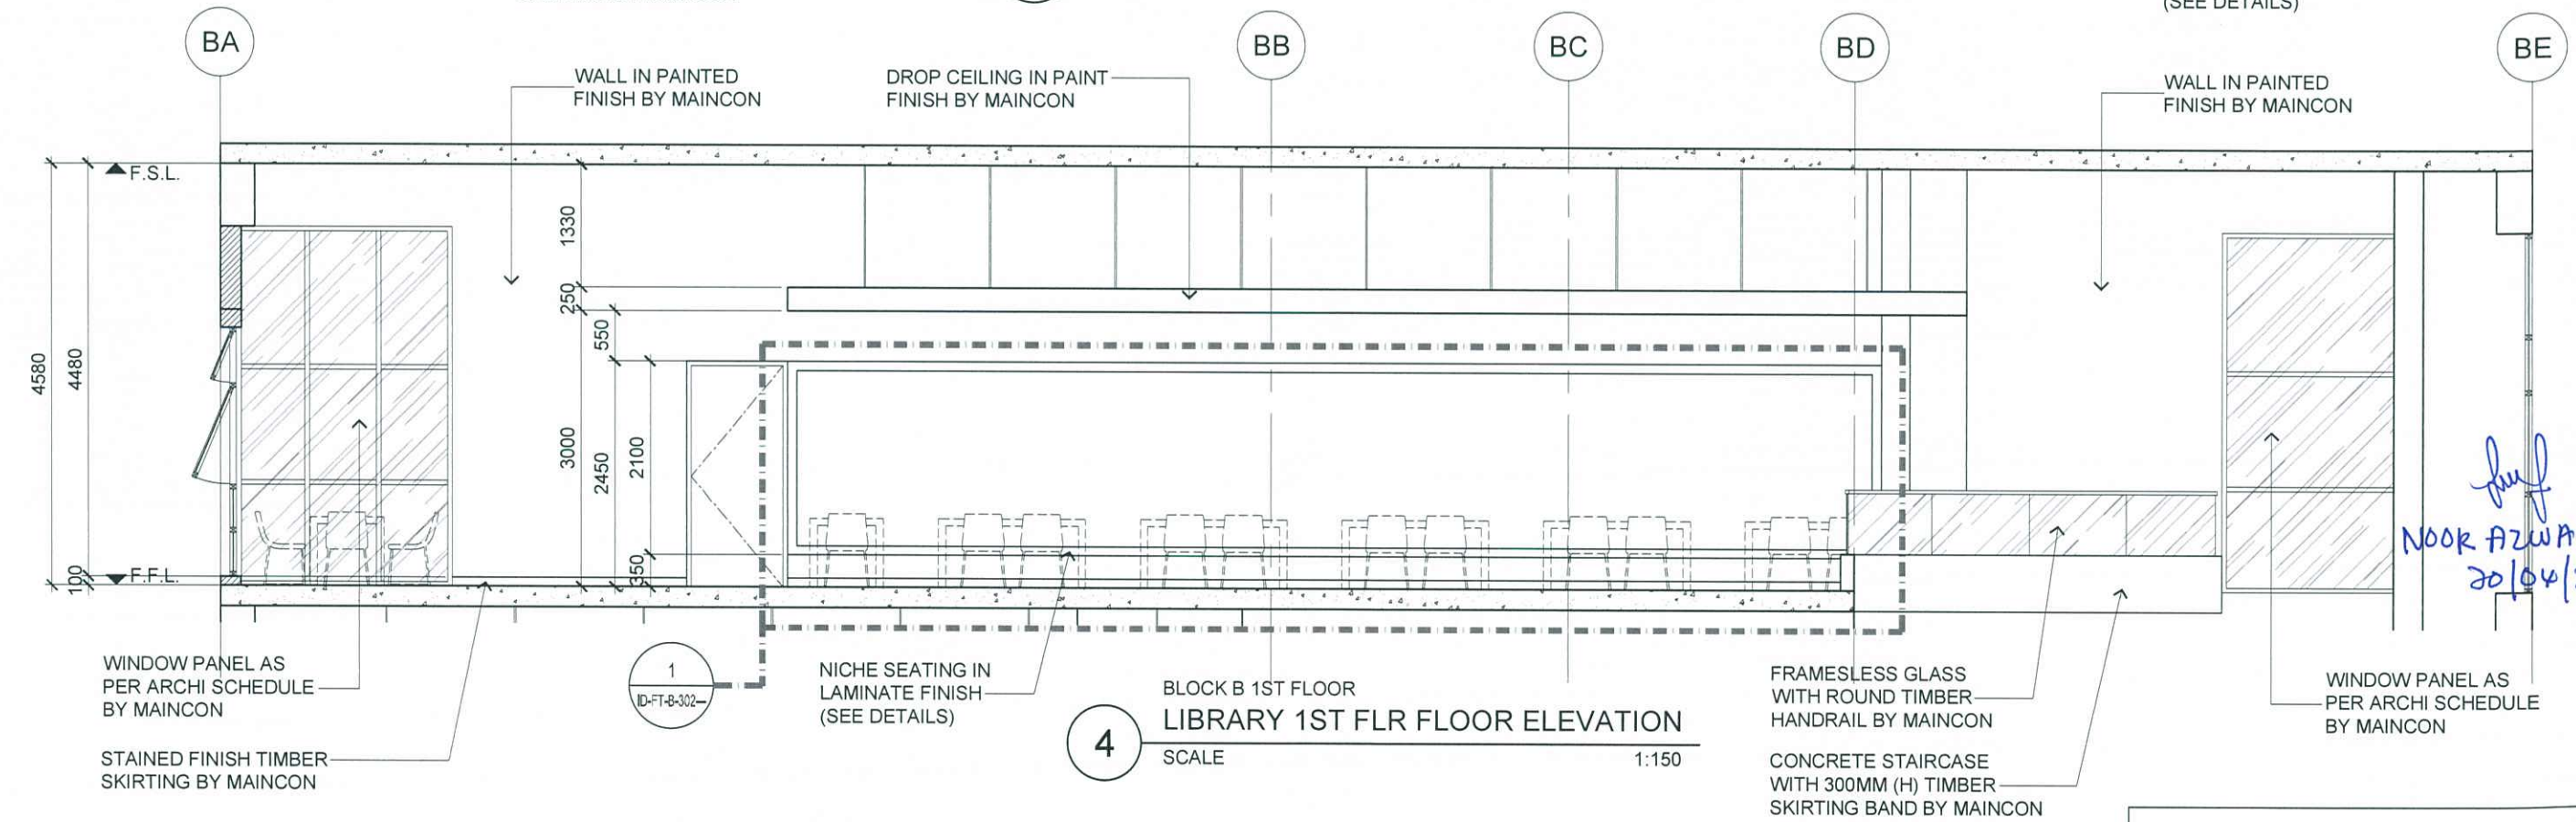 (SEE DETAILS)
BA
BB
BC
BD
BE
WALL IN PAINTED
FINISH BY MAINCON
DROP CEILING IN PAINT
FINISH BY MAINCON
WALL IN PAINTED
FINISH BY MAINCON
F.S.L.
1330
250
550
4580
4480
3000
2450
2100
350
100
F.F.L.
NOOR AZWA
20/04/
WINDOW PANEL AS
PER ARCHI SCHEDULE
BY MAINCON
STAINED FINISH TIMBER
SKIRTING BY MAINCON
1
ID-FT-B-302
NICHE SEATING IN
LAMINATE FINISH
(SEE DETAILS)
4
BLOCK B 1ST FLOOR
LIBRARY 1ST FLR FLOOR ELEVATION
SCALE 1:150
FRAMESLESS GLASS
WITH ROUND TIMBER
HANDRAIL BY MAINCON
CONCRETE STAIRCASE
WITH 300MM (H) TIMBER
SKIRTING BAND BY MAINCON
WINDOW PANEL AS
PER ARCHI SCHEDULE
BY MAINCON